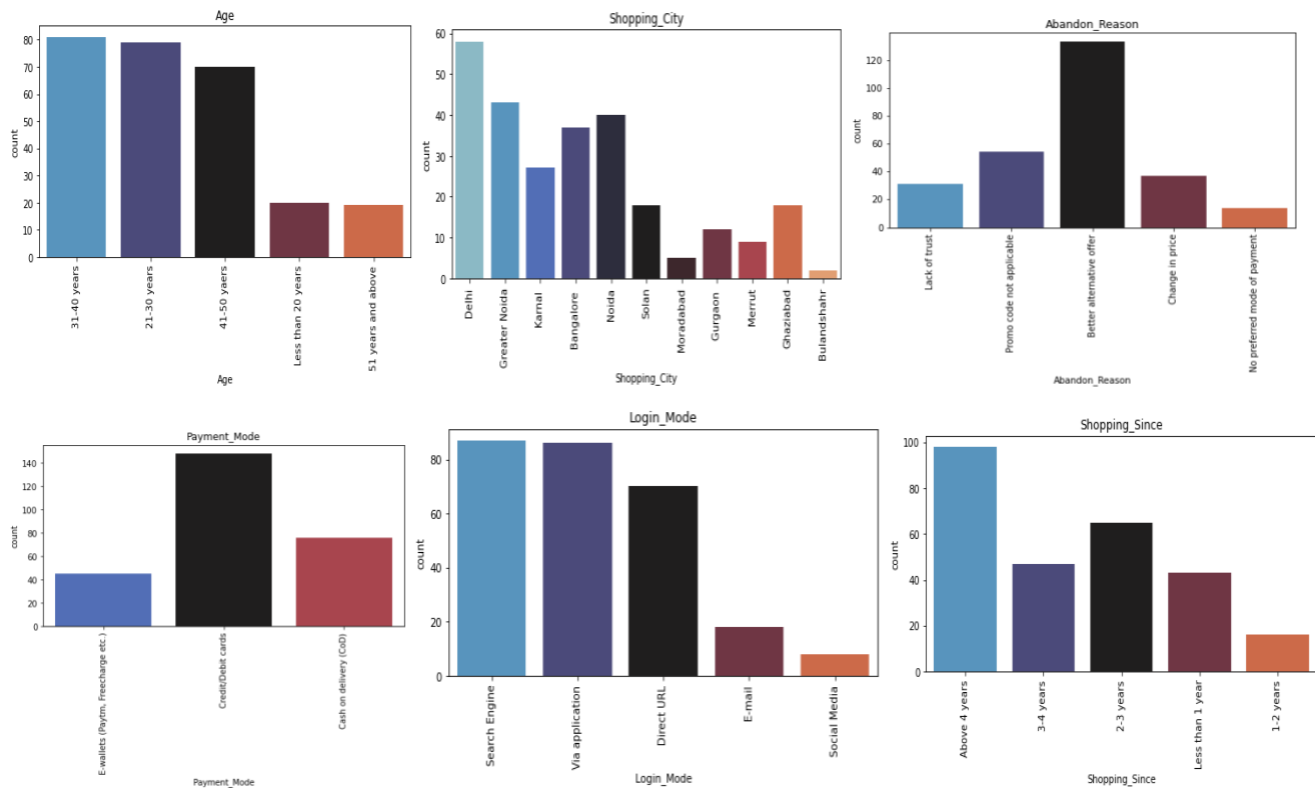 Age
80
70
60
50
40
30
20
10
0
count
31-40 years
21-30 years
41-50 yaers
Less than 20 years
51 years and above
Age
Shopping_City
60
50
40
30
20
10
0
count
Delhi
Greater Noida
Karnal
Bangalore
Noida
Solan
Moradabad
Gurgaon
Merrut
Ghaziabad
Bulandshahr
Shopping_City
Abandon_Reason
120
100
80
60
40
20
0
count
Lack of trust
Promo code not applicable
Better alternative offer
Change in price
No preferred mode of payment
Abandon_Reason
Payment_Mode
140
120
100
80
60
40
20
0
count
E-wallets (Paytm, Freecharge etc.)
Credit/Debit cards
Cash on delivery (CoD)
Payment_Mode
Login_Mode
80
60
40
20
0
count
Search Engine
Via application
Direct URL
E-mail
Social Media
Login_Mode
Shopping_Since
100
80
60
40
20
0
count
Above 4 years
3-4 years
2-3 years
Less than 1 year
1-2 years
Shopping_Since